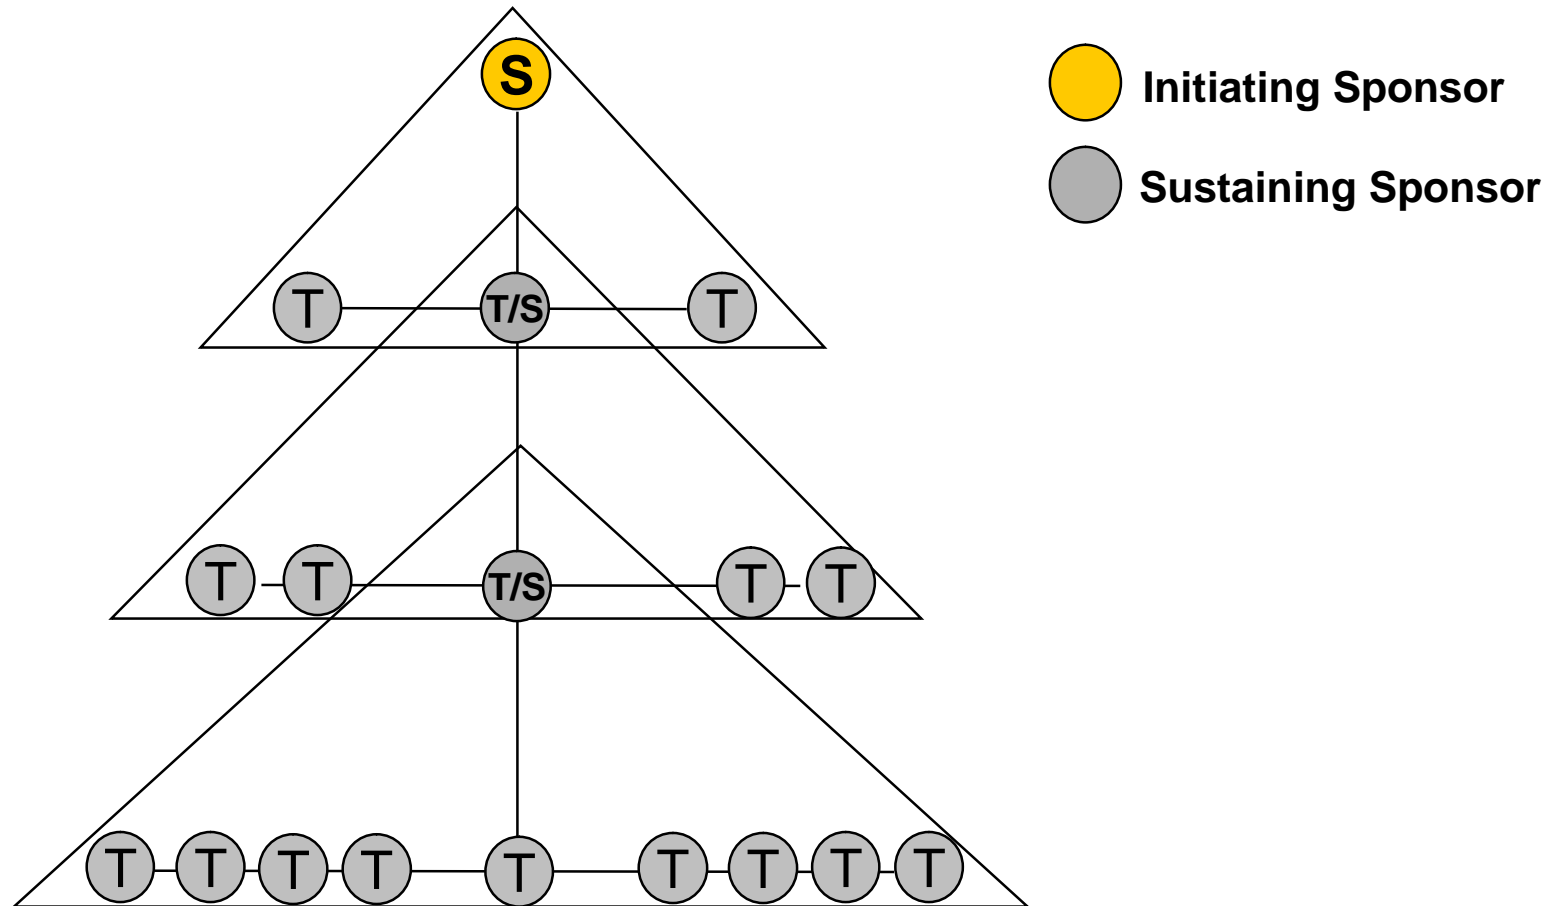 S
Initiating Sponsor
Sustaining Sponsor
T T/S T
T T T/S T T
T T T T T T T T T